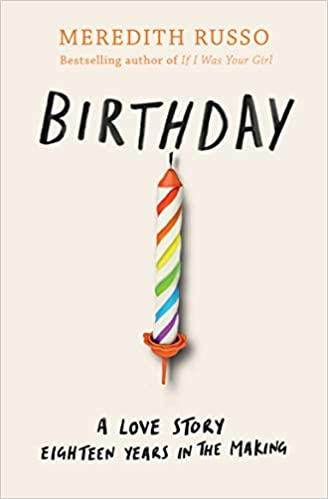 MEREDITH RUSSO
Bestselling author of If I Was Your Girl
BIRTHDAY
A LOVE STORY
EIGHTEEN YEARS IN THE MAKING